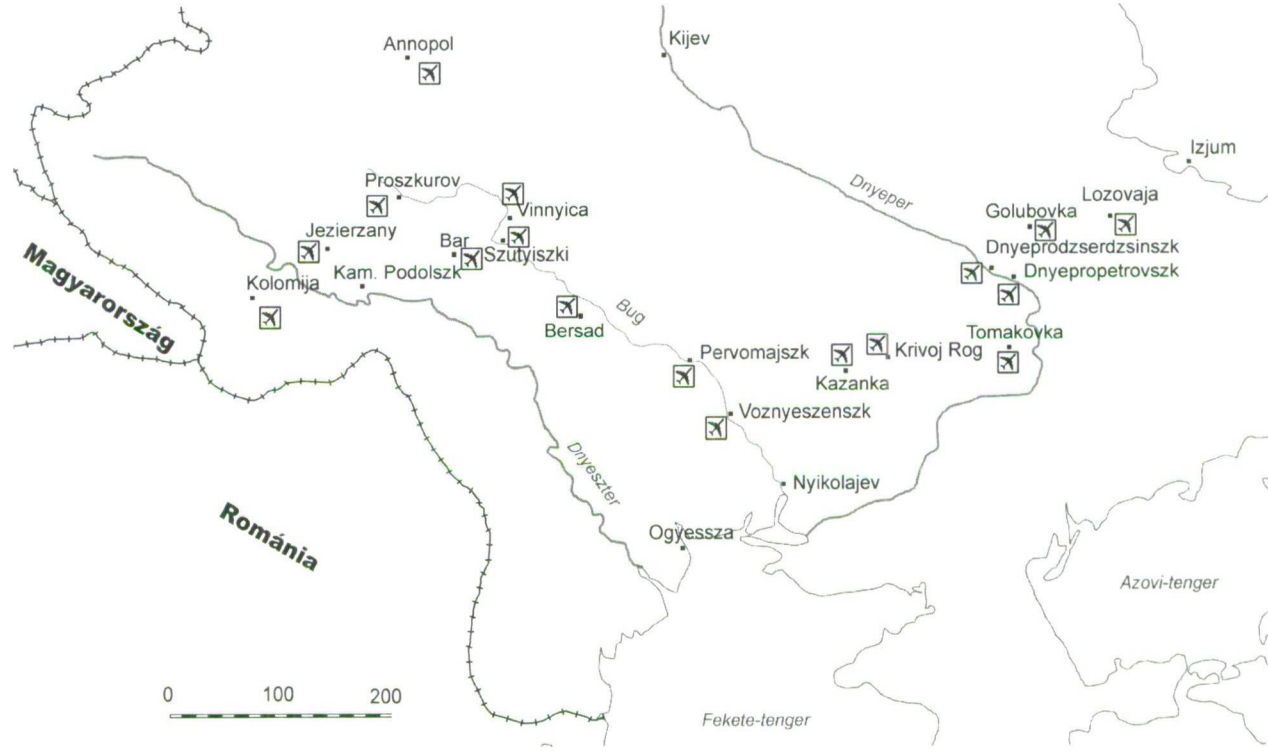 Annopol
Kijev
Izjum
Dnyeper
Proszkurov
Lozovaja
Vinnyica
Golubovka
Jezierzany
Bar
Szutyiszki
Dnyeprodzserdzsinszk
Magyarország
Kolomija
Kam. Podolszk
Dnyepropetrovszk
Bug
Bersad
Tomakovka
Pervomajszk
Krivoj Rog
Kazanka
Voznyeszenszk
Dnyeszter
Nyikolajev
Románia
Ogyessza
Azovi-tenger
0 100 200
Fekete-tenger